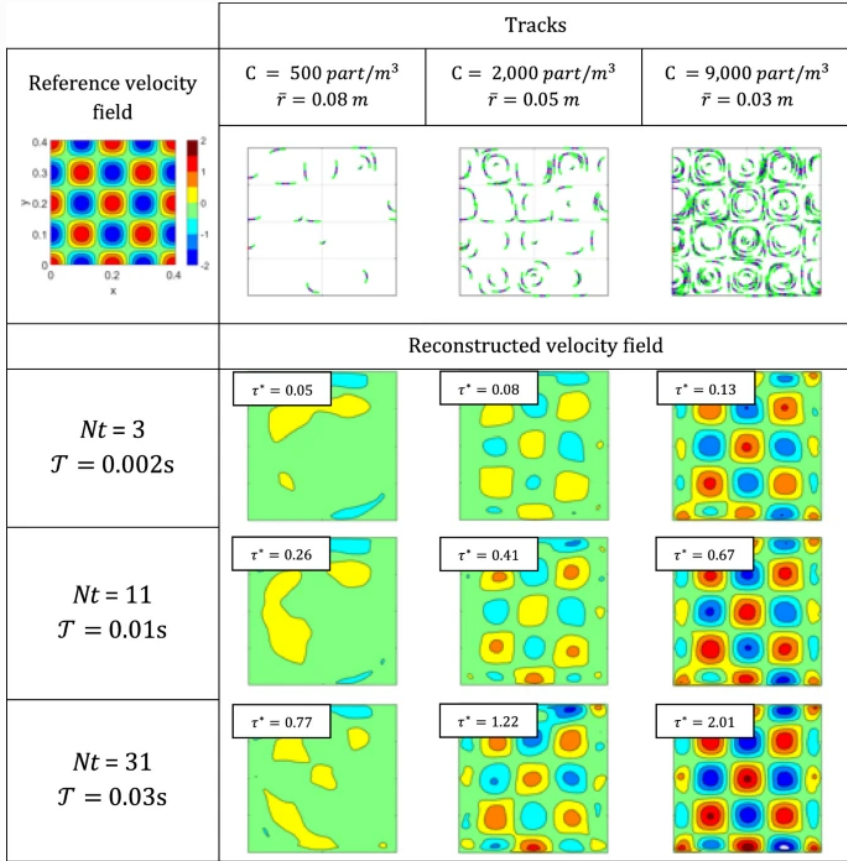 Tracks
Reference velocity
field
C = 500 part/m³
r̄ = 0.08 m
C = 2,000 part/m³
r̄ = 0.05 m
C = 9,000 part/m³
r̄ = 0.03 m
0.4
0.3
0.2
0.1
0
y
0
0.2
0.4
x
2
1
0
-1
-2
Reconstructed velocity field
Nt = 3
𝒯 = 0.002s
τ* = 0.05
τ* = 0.08
τ* = 0.13
Nt = 11
𝒯 = 0.01s
τ* = 0.26
τ* = 0.41
τ* = 0.67
Nt = 31
𝒯 = 0.03s
τ* = 0.77
τ* = 1.22
τ* = 2.01